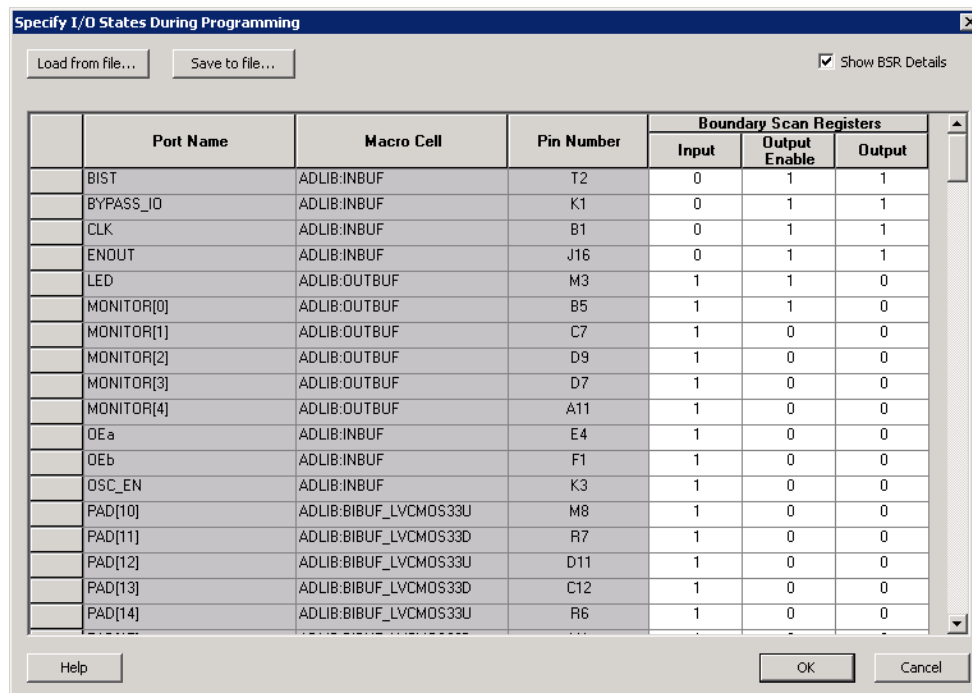 Specify I/O States During Programming
Load from file... Save to file... Show BSR Details
Port Name Macro Cell Pin Number Boundary Scan Registers
Input Output Enable Output
BIST ADLIB:INBUF T2 0 1 1
BYPASS_IO ADLIB:INBUF K1 0 1 1
CLK ADLIB:INBUF B1 0 1 1
ENOUT ADLIB:INBUF J16 0 1 1
LED ADLIB:OUTBUF M3 1 1 0
MONITOR[0] ADLIB:OUTBUF B5 1 1 0
MONITOR[1] ADLIB:OUTBUF C7 1 0 0
MONITOR[2] ADLIB:OUTBUF D9 1 0 0
MONITOR[3] ADLIB:OUTBUF D7 1 0 0
MONITOR[4] ADLIB:OUTBUF A11 1 0 0
OEa ADLIB:INBUF E4 1 0 0
OEb ADLIB:INBUF F1 1 0 0
OSC_EN ADLIB:INBUF K3 1 0 0
PAD[10] ADLIB:BIBUF_LVCMOS33U M8 1 0 0
PAD[11] ADLIB:BIBUF_LVCMOS33D R7 1 0 0
PAD[12] ADLIB:BIBUF_LVCMOS33U D11 1 0 0
PAD[13] ADLIB:BIBUF_LVCMOS33D C12 1 0 0
PAD[14] ADLIB:BIBUF_LVCMOS33U R6 1 0 0
Help OK Cancel